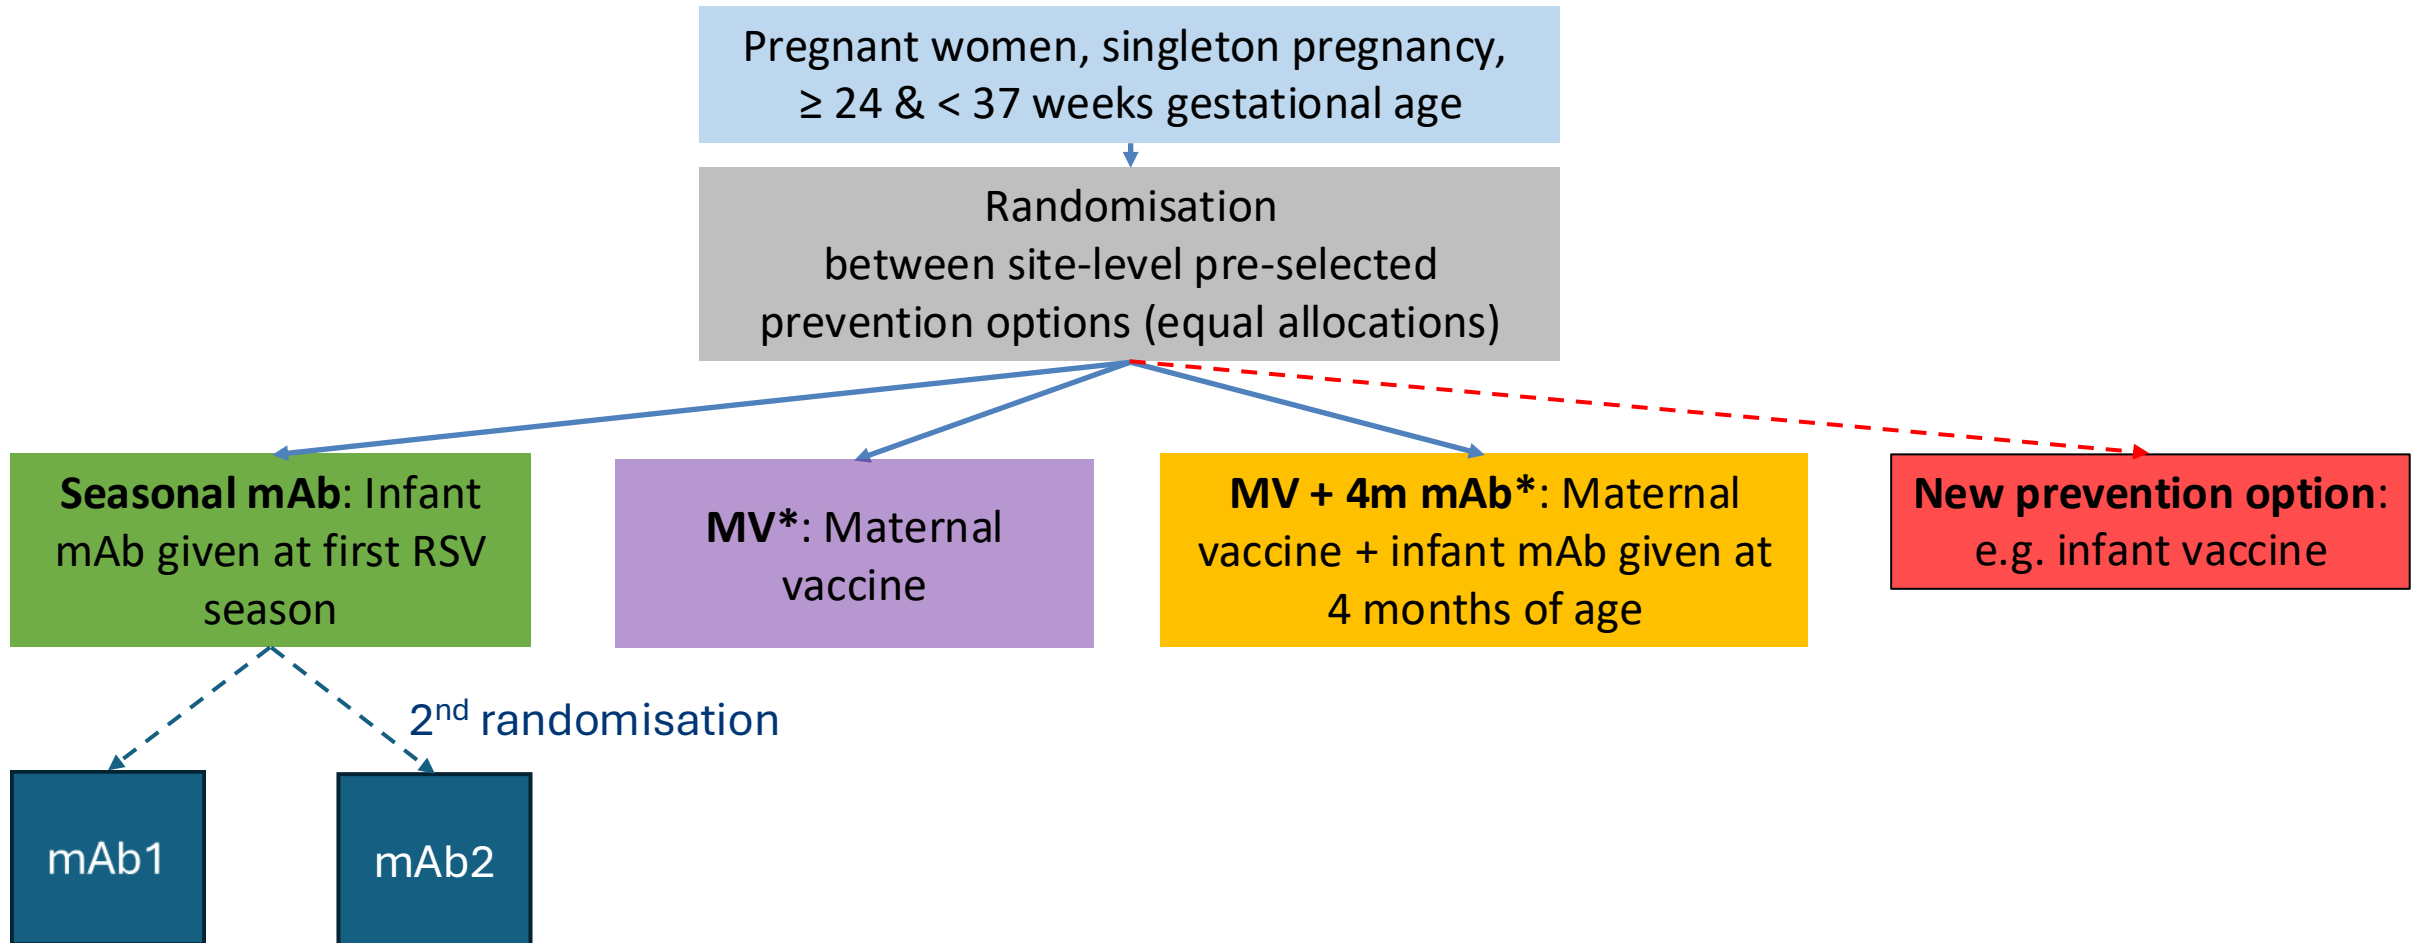 Pregnant women, singleton pregnancy,
≥ 24 & < 37 weeks gestational age
Randomisation
between site-level pre-selected
prevention options (equal allocations)
Seasonal mAb: Infant
mAb given at first RSV
season
MV*: Maternal
vaccine
MV + 4m mAb*: Maternal
vaccine + infant mAb given at
4 months of age
New prevention option:
e.g. infant vaccine
2nd randomisation
mAb1
mAb2